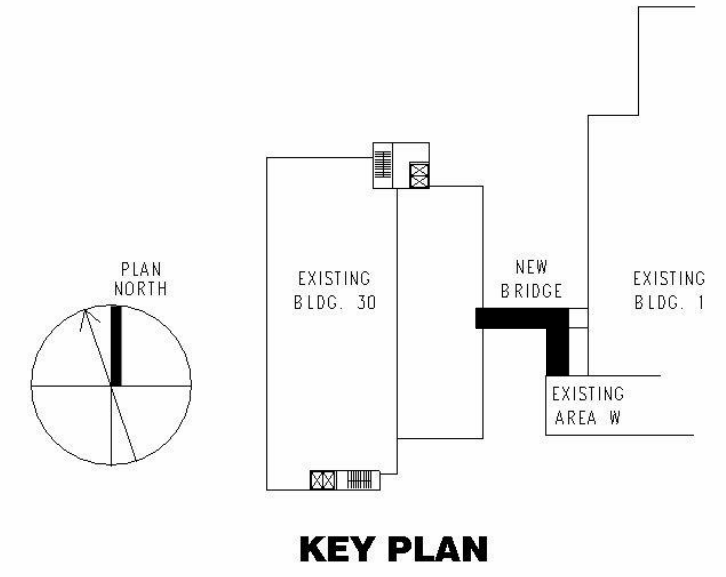 PLAN
NORTH
EXISTING
BLDG. 30
NEW
BRIDGE
EXISTING
BLDG. 1
EXISTING
AREA W
KEY PLAN